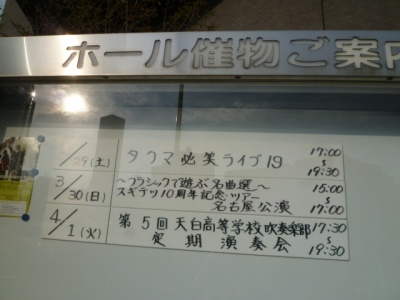 ホール催物ご案内
3/29(土) タクマ必笑ライブ19 17:00 ~ 19:30
3/30(日) ~クラシックで遊ぶ名曲選~ 15:00
スギテツ10周年記念ツアー ~
名古屋公演 17:00
4/1(火) 第5回天白高等学校吹奏楽部 17:30
定期演奏会 ~ 19:30